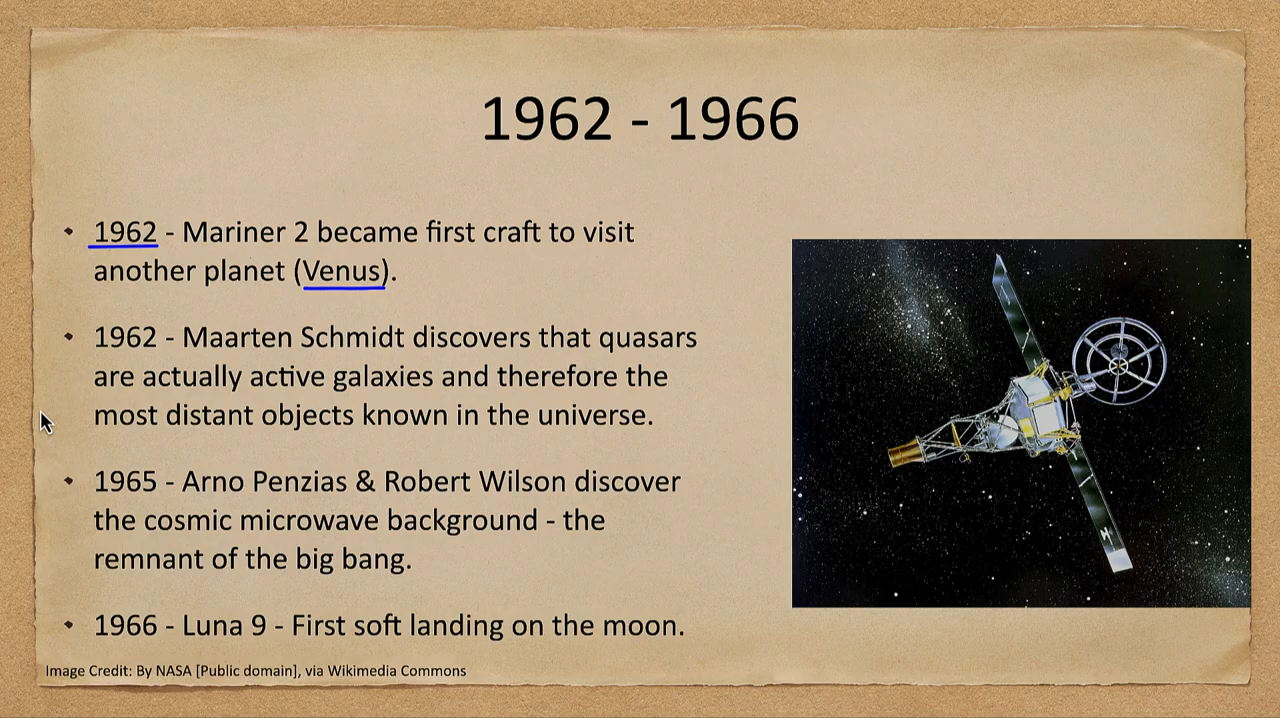 1962 - 1966
• 1962 - Mariner 2 became first craft to visit
another planet (Venus).
• 1962 - Maarten Schmidt discovers that quasars
are actually active galaxies and therefore the
most distant objects known in the universe.
• 1965 - Arno Penzias & Robert Wilson discover
the cosmic microwave background - the
remnant of the big bang.
• 1966 - Luna 9 - First soft landing on the moon.
Image Credit: By NASA [Public domain], via Wikimedia Commons